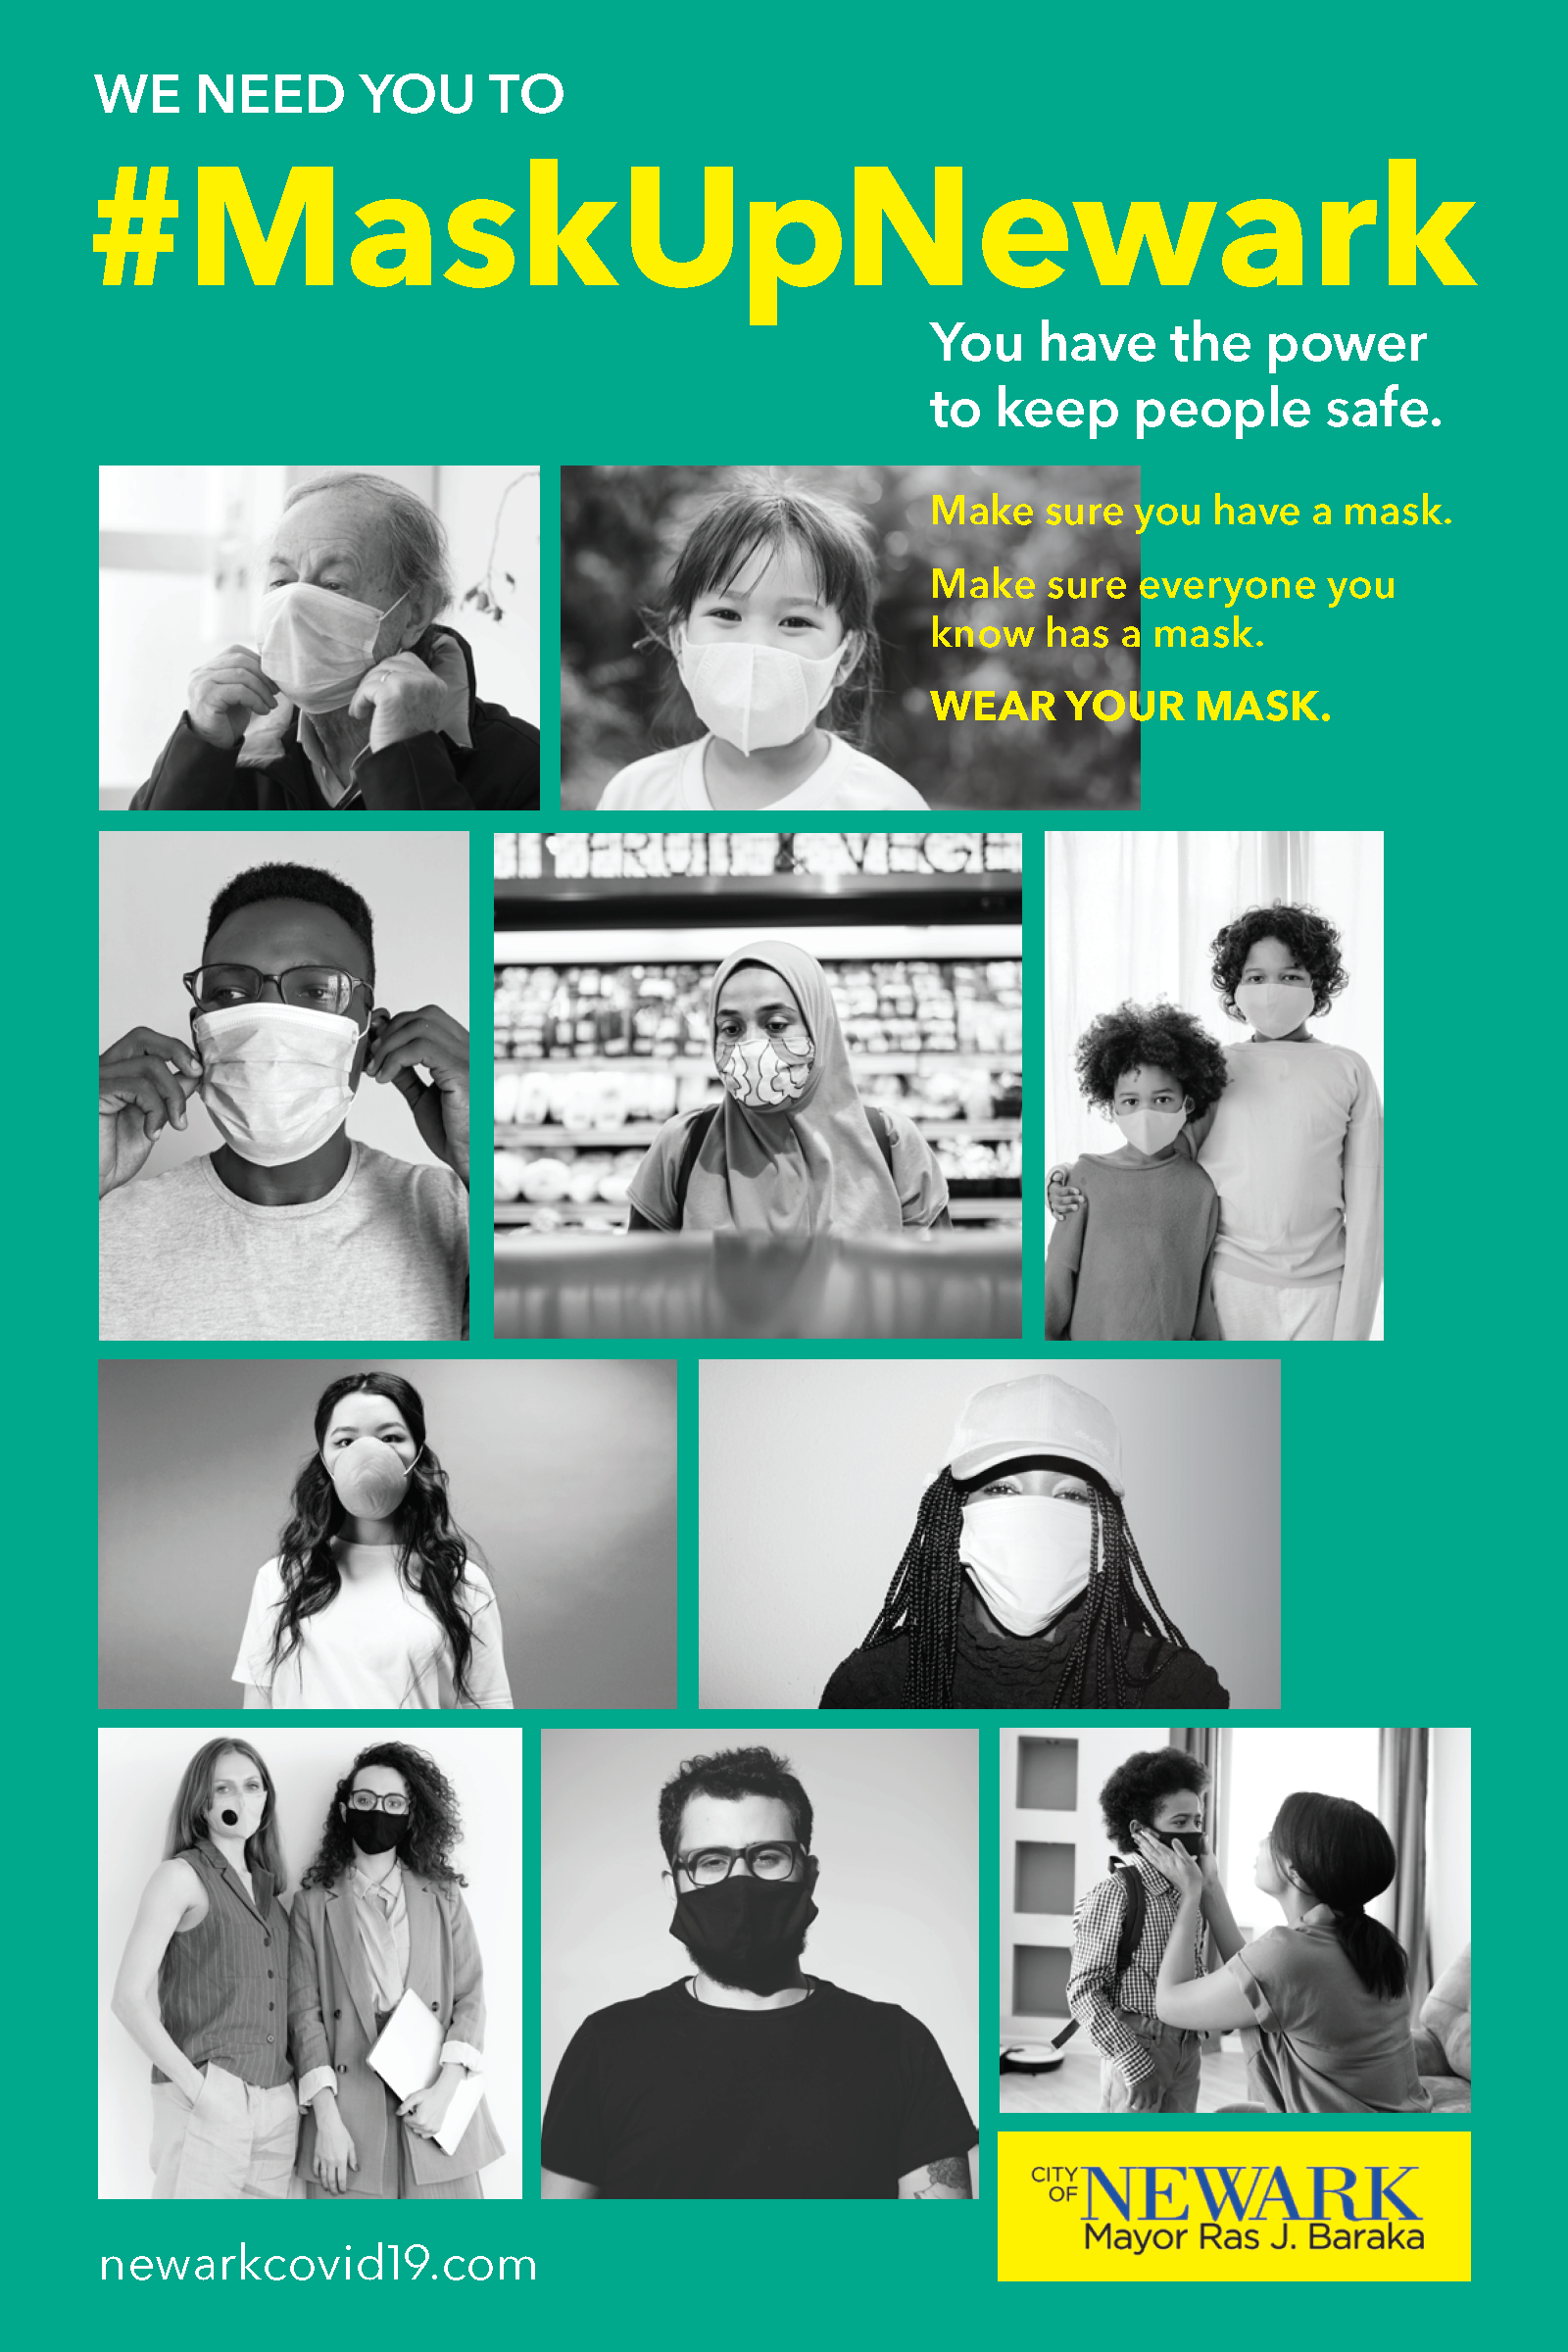 WE NEED YOU TO
#MaskUpNewark
You have the power
to keep people safe.
Make sure you have a mask.
Make sure everyone you
know has a mask.
WEAR YOUR MASK.
CITY
OF
NEWARK
Mayor Ras J. Baraka
newarkcovid19.com